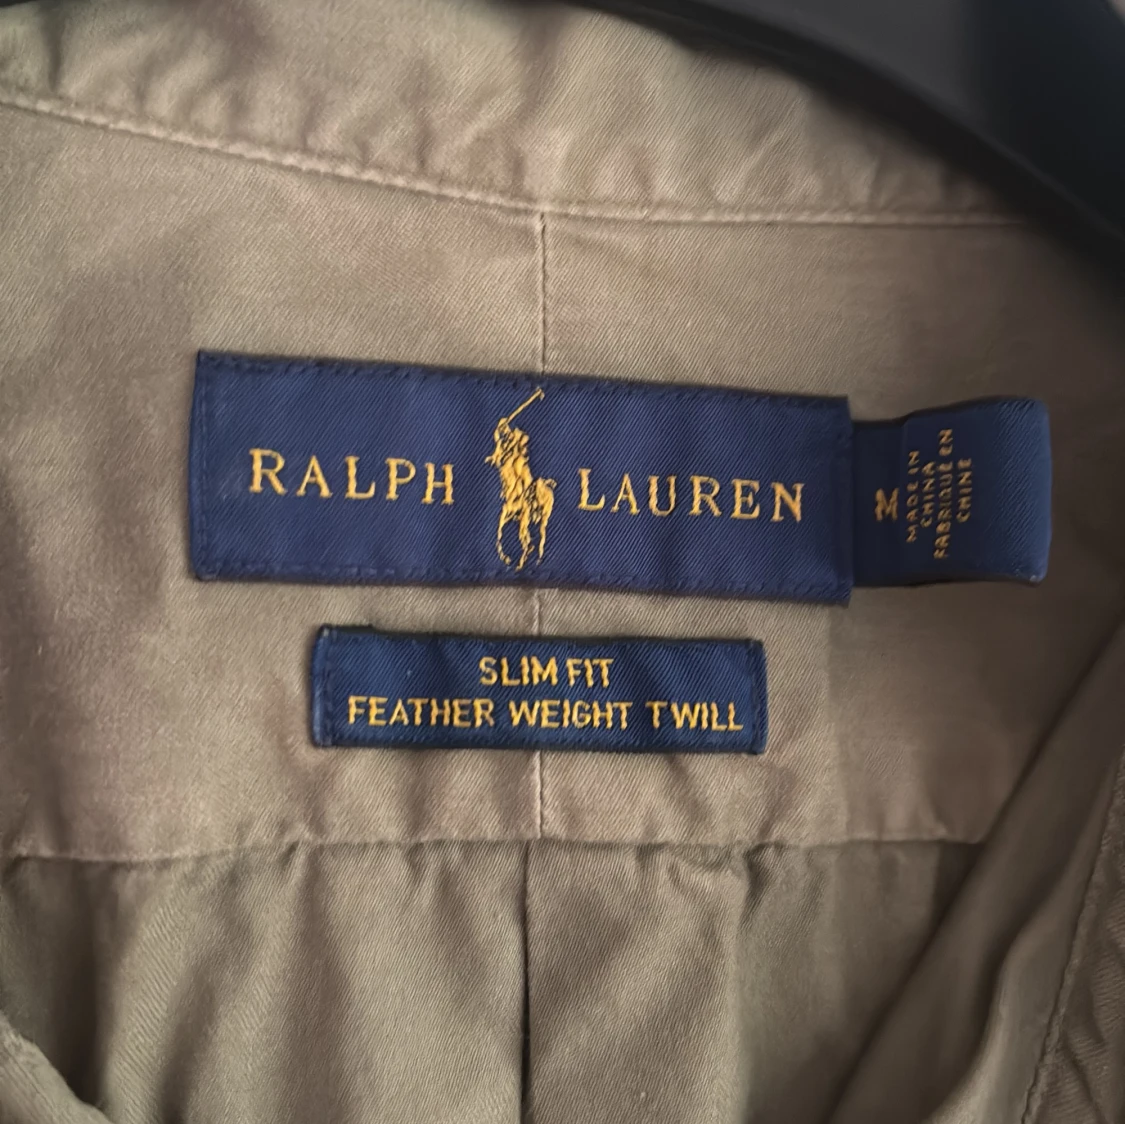 RALPH LAUREN
M
MADE IN
CHINA
FABRIQUÉ EN
CHINE
SLIM FIT
FEATHER WEIGHT TWILL